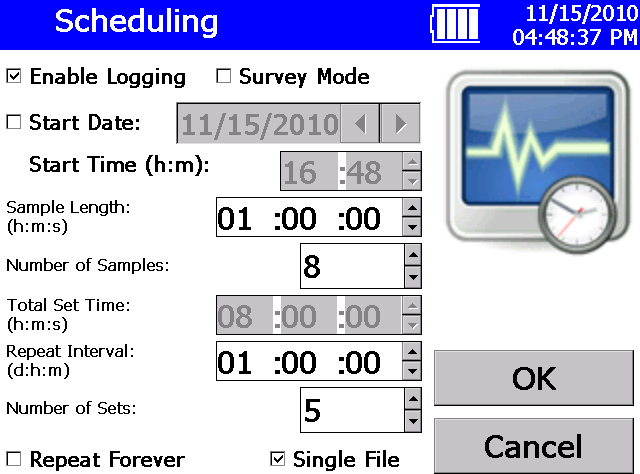 Scheduling
11/15/2010
04:48:37 PM
Enable Logging Survey Mode
Start Date: 11/15/2010
Start Time (h:m): 16 :48
Sample Length:
(h:m:s)
01 :00 :00
Number of Samples: 8
Total Set Time:
(h:m:s)
08 :00 :00
Repeat Interval:
(d:h:m)
01 :00 :00
Number of Sets: 5
Repeat Forever Single File
OK
Cancel